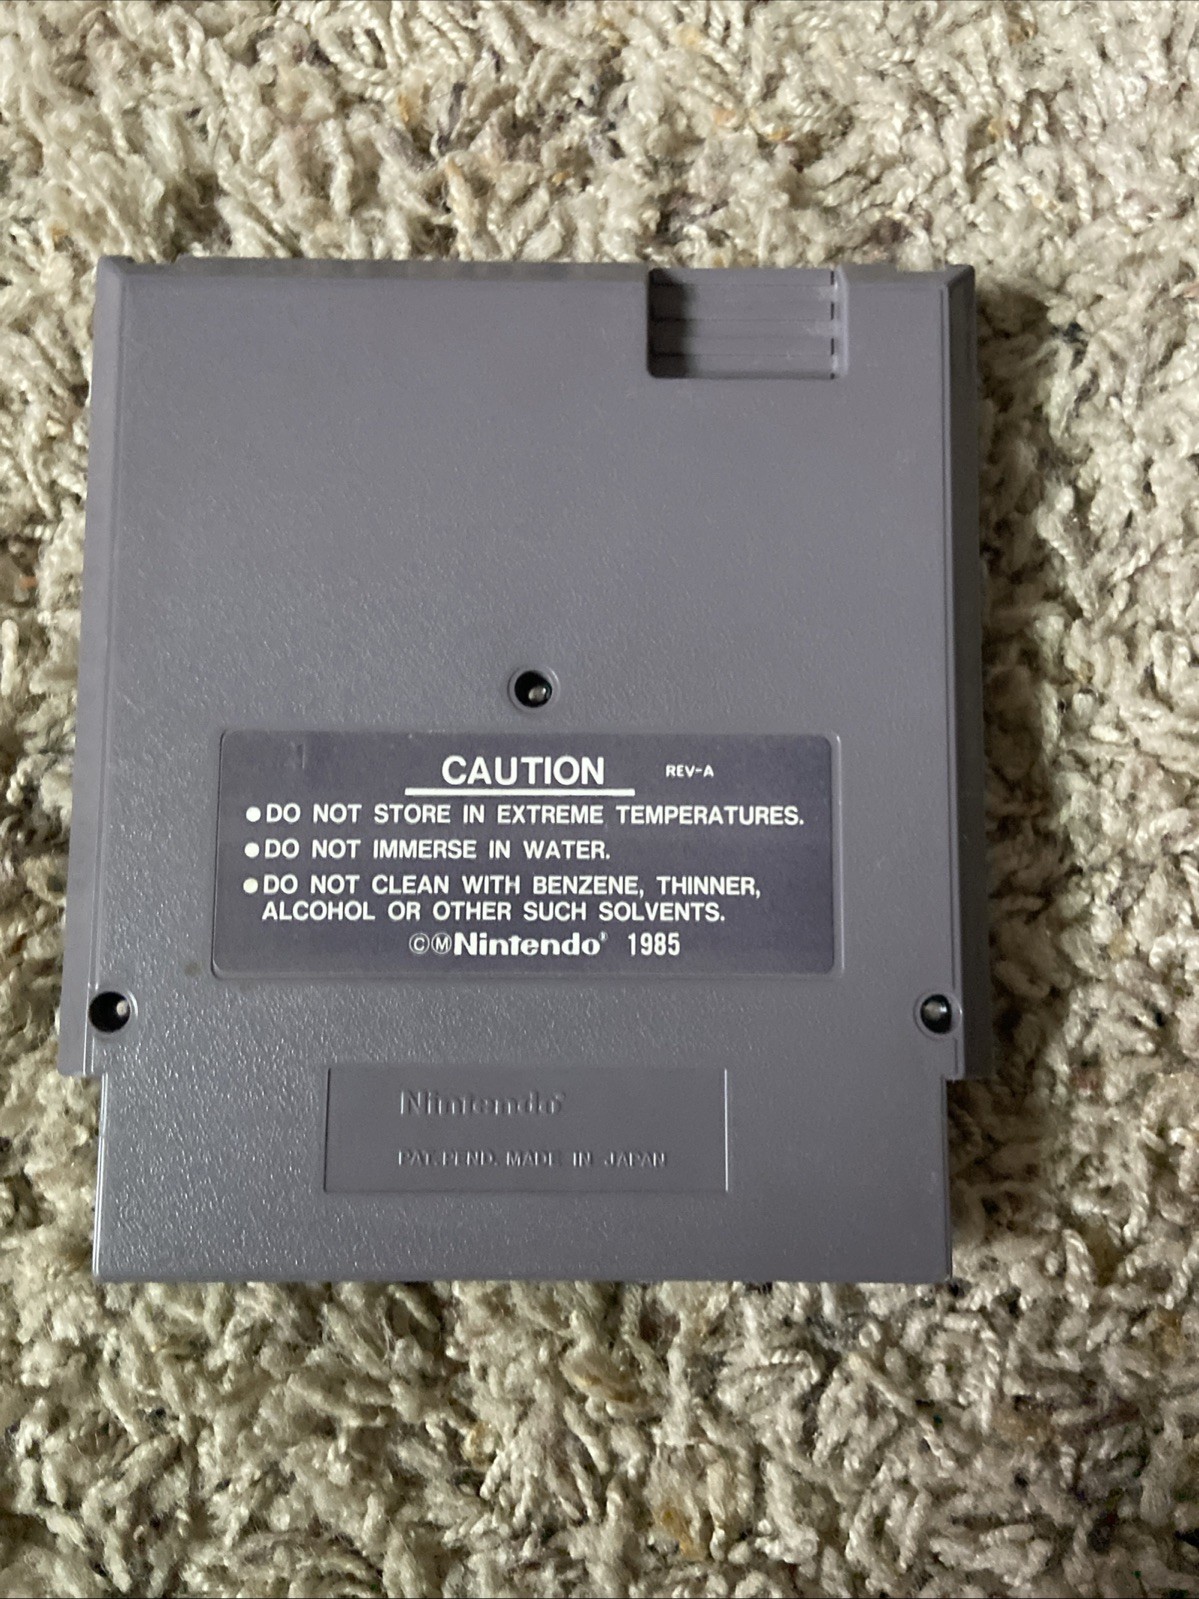 CAUTION REV-A
●DO NOT STORE IN EXTREME TEMPERATURES.
●DO NOT IMMERSE IN WATER.
●DO NOT CLEAN WITH BENZENE, THINNER,
ALCOHOL OR OTHER SUCH SOLVENTS.
©ⓂNintendo® 1985
Nintendo®
PAT. PEND. MADE IN JAPAN